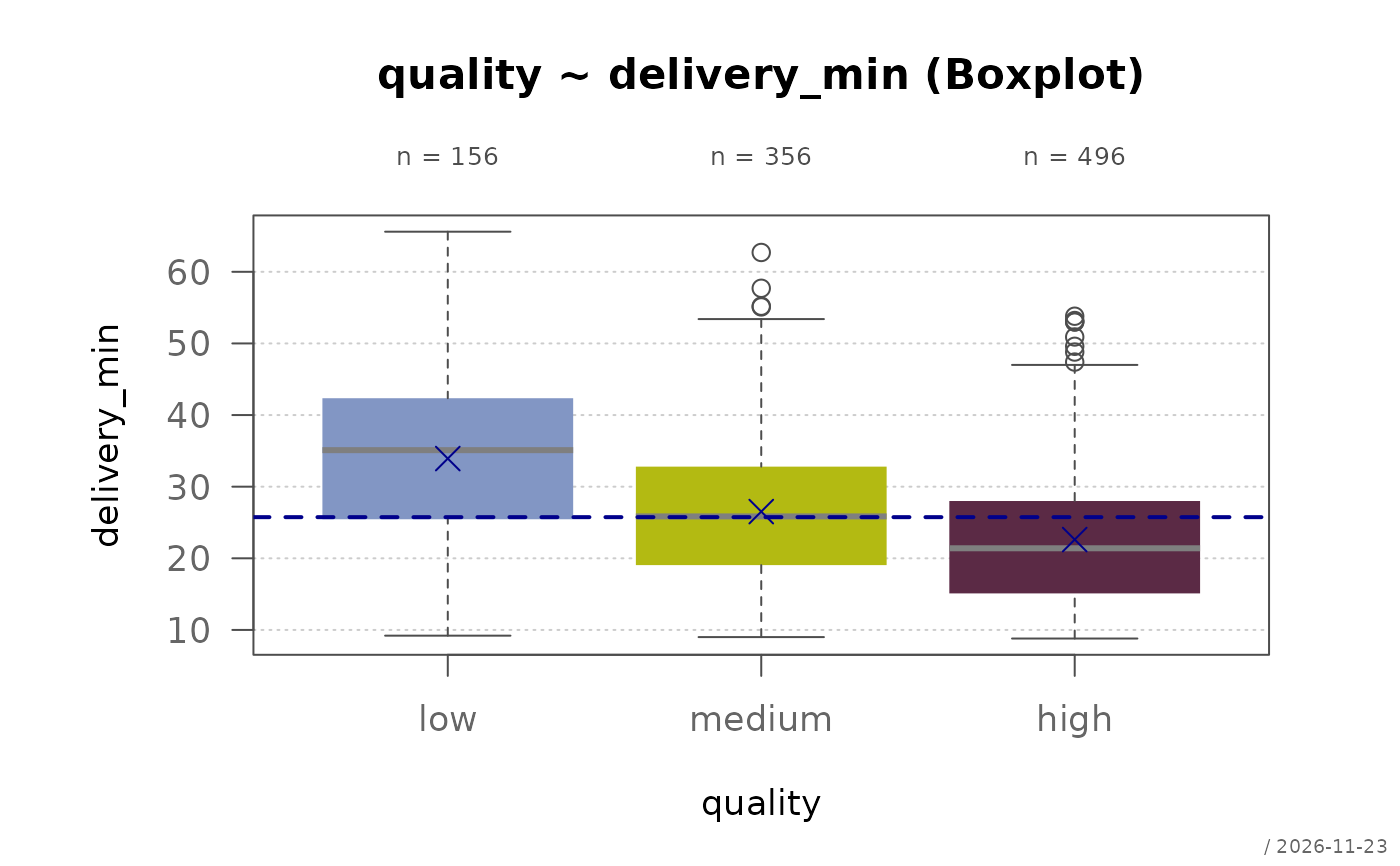 quality ~ delivery_min (Boxplot)
n = 156 n = 356 n = 496
delivery_min
60
50
40
30
20
10
low medium high
quality
/ 2026-11-23